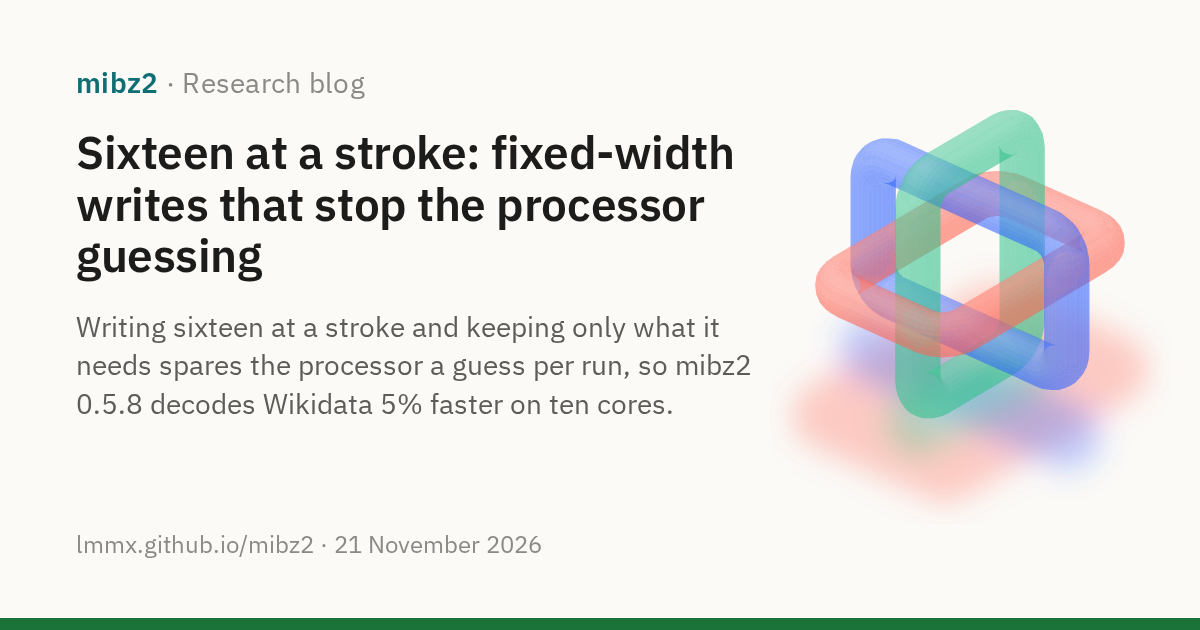 mibz2 · Research blog
Sixteen at a stroke: fixed-width
writes that stop the processor
guessing
Writing sixteen at a stroke and keeping only what it
needs spares the processor a guess per run, so mibz2
0.5.8 decodes Wikidata 5% faster on ten cores.
lmmx.github.io/mibz2 · 21 November 2026